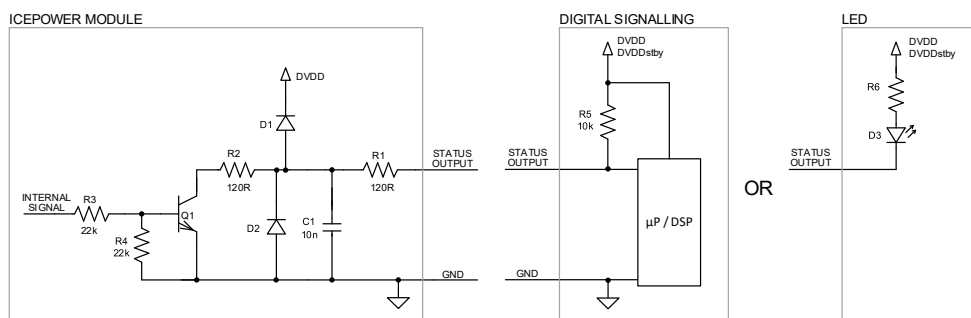 ICEPOWER MODULE
DVDD
D1
R2
120R
R1
120R
STATUS
OUTPUT
INTERNAL
SIGNAL
R3
22k
R4
22k
Q1
D2
C1
10n
GND
DIGITAL SIGNALLING
DVDD
DVDDstby
R5
10k
STATUS
OUTPUT
µP / DSP
GND
OR
LED
DVDD
DVDDstby
R6
D3
STATUS
OUTPUT